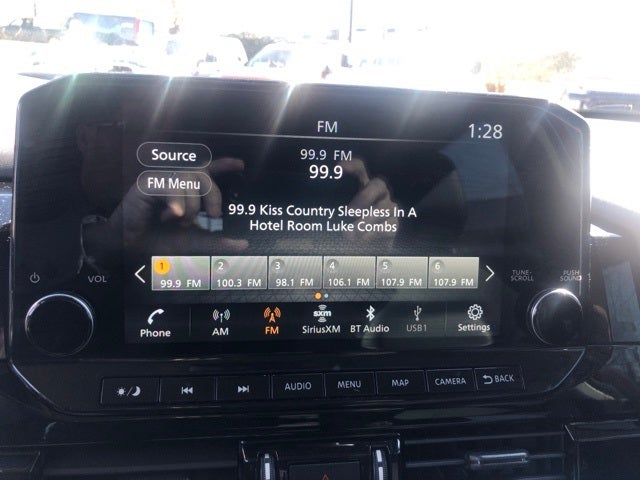 FM
1:28
Source
99.9 FM
99.9
FM Menu
99.9 Kiss Country Sleepless In A
Hotel Room Luke Combs
1 2 3 4 5 6
99.9 FM 100.3 FM 98.1 FM 106.1 FM 107.9 FM 107.9 FM
VOL
TUNE·
SCROLL
PUSH
SOUND
sxm
Phone AM FM SiriusXM BT Audio USB1 Settings
AUDIO MENU MAP CAMERA BACK